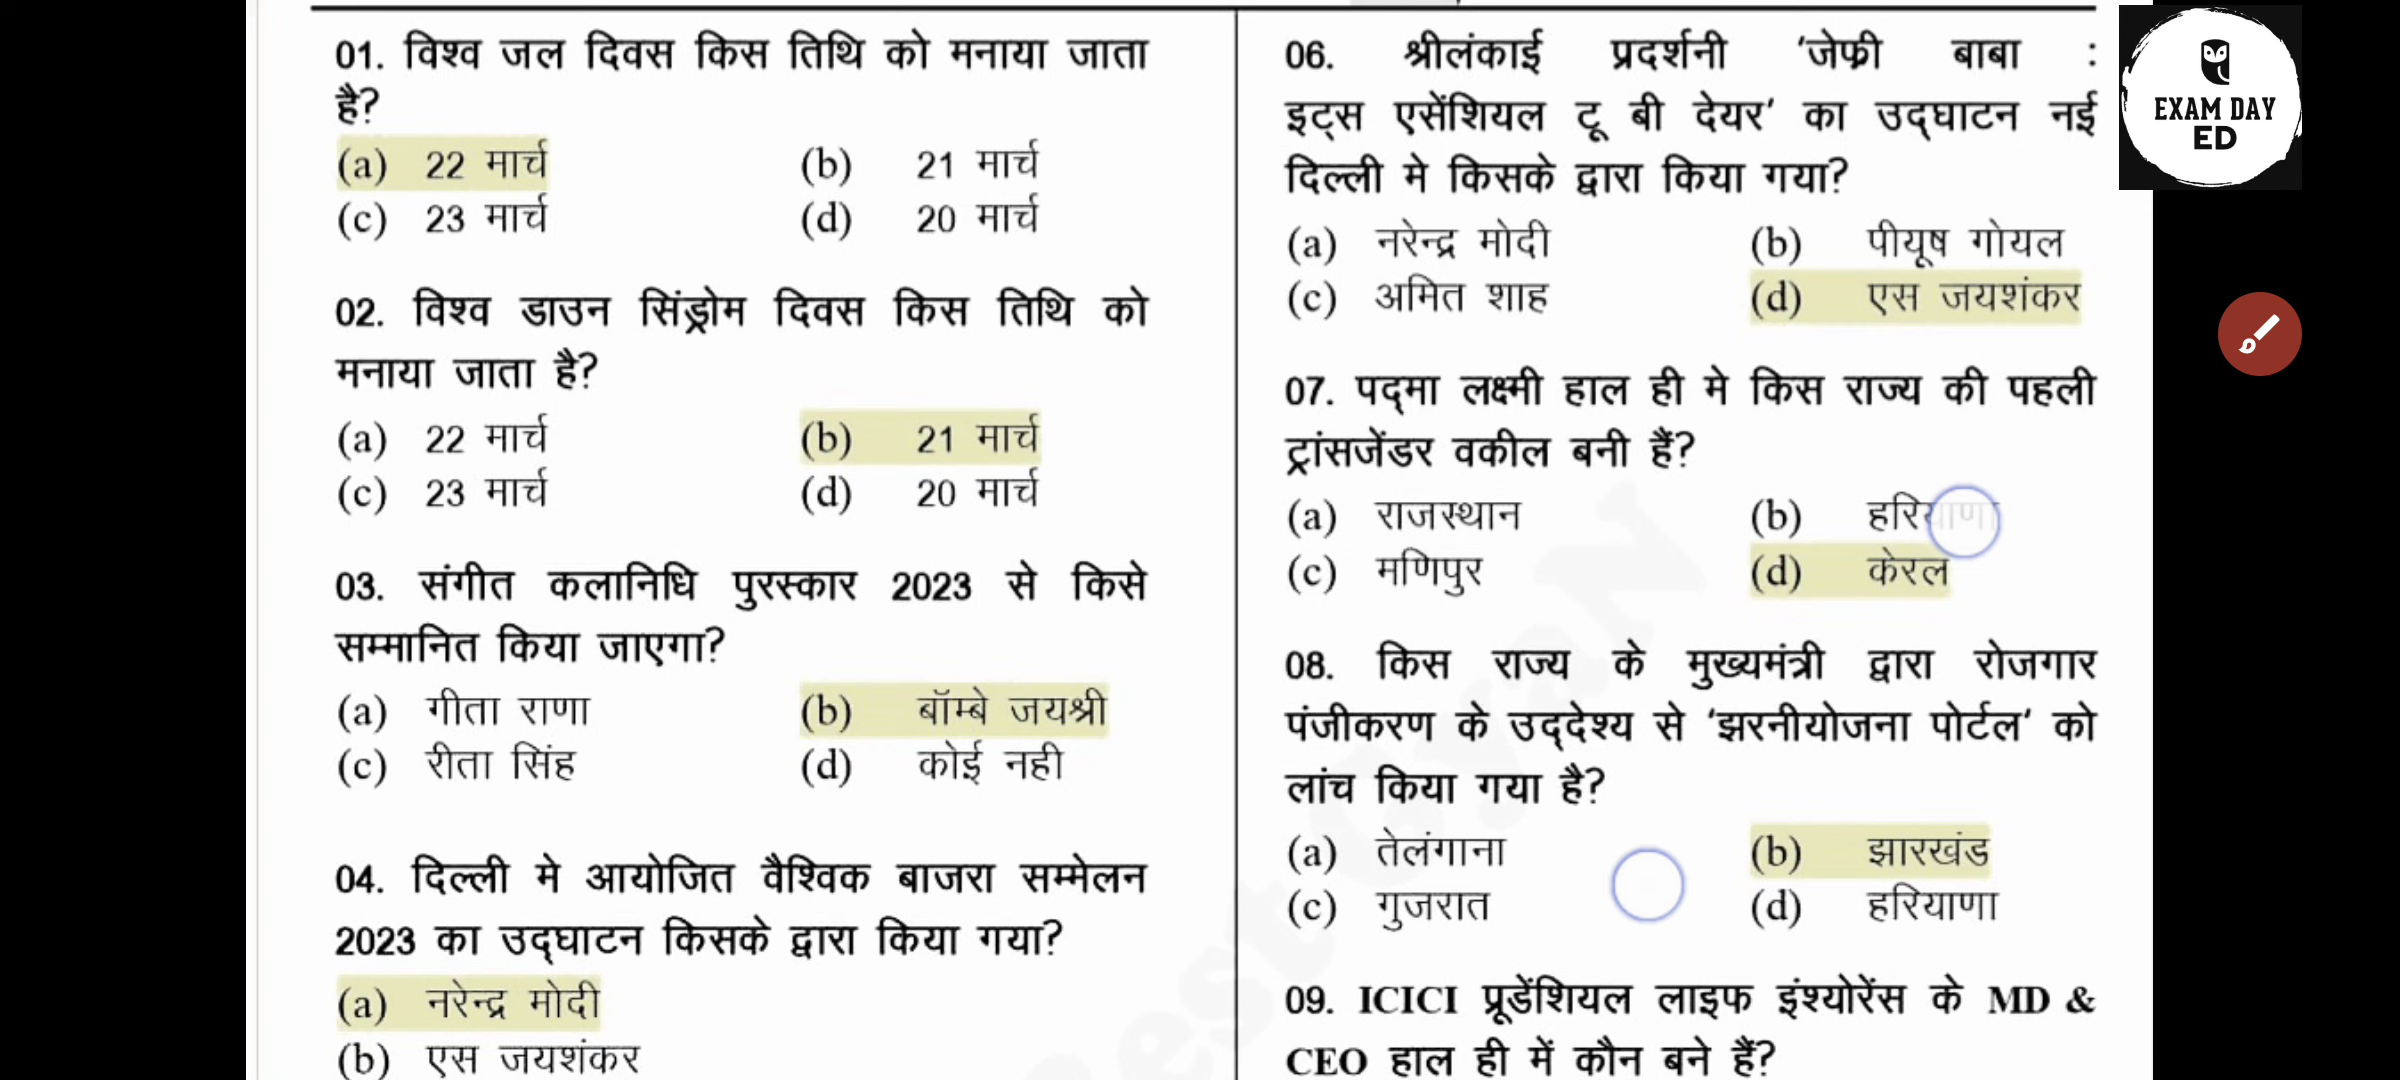 01. विश्व जल दिवस किस तिथि को मनाया जाता
है?
(a) 22 मार्च (b) 21 मार्च
(c) 23 मार्च (d) 20 मार्च
02. विश्व डाउन सिंड्रोम दिवस किस तिथि को
मनाया जाता है?
(a) 22 मार्च (b) 21 मार्च
(c) 23 मार्च (d) 20 मार्च
03. संगीत कलानिधि पुरस्कार 2023 से किसे
सम्मानित किया जाएगा?
(a) गीता राणा (b) बॉम्बे जयश्री
(c) रीता सिंह (d) कोई नही
04. दिल्ली मे आयोजित वैश्विक बाजरा सम्मेलन
2023 का उद्घाटन किसके द्वारा किया गया?
(a) नरेन्द्र मोदी
(b) एस जयशंकर
06. श्रीलंकाई प्रदर्शनी ‘जेफ्री बाबा :
इट्स एसेंशियल टू बी देयर’ का उद्घाटन नई
दिल्ली मे किसके द्वारा किया गया?
(a) नरेन्द्र मोदी (b) पीयूष गोयल
(c) अमित शाह (d) एस जयशंकर
07. पद्मा लक्ष्मी हाल ही मे किस राज्य की पहली
ट्रांसजेंडर वकील बनी हैं?
(a) राजस्थान (b) हरियाणा
(c) मणिपुर (d) केरल
08. किस राज्य के मुख्यमंत्री द्वारा रोजगार
पंजीकरण के उद्देश्य से ‘झरनीयोजना पोर्टल’ को
लांच किया गया है?
(a) तेलंगाना (b) झारखंड
(c) गुजरात (d) हरियाणा
09. ICICI प्रूडेंशियल लाइफ इंश्योरेंस के MD &
CEO हाल ही में कौन बने हैं?
EXAM DAY
ED